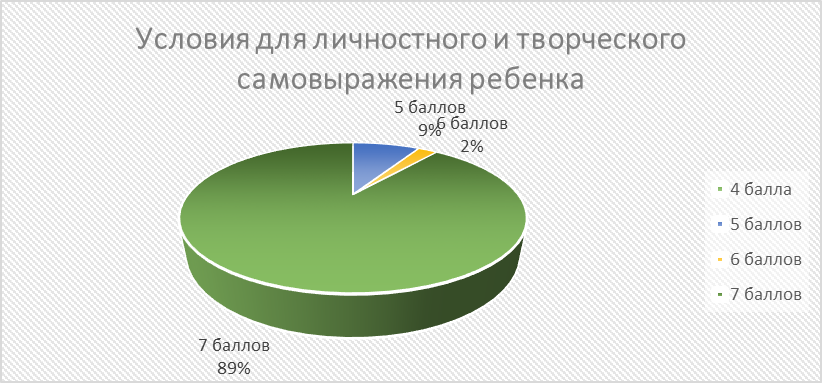 Условия для личностного и творческого
самовыражения ребенка
5 баллов
9%
6 баллов
2%
4 балла
5 баллов
6 баллов
7 баллов
7 баллов
89%